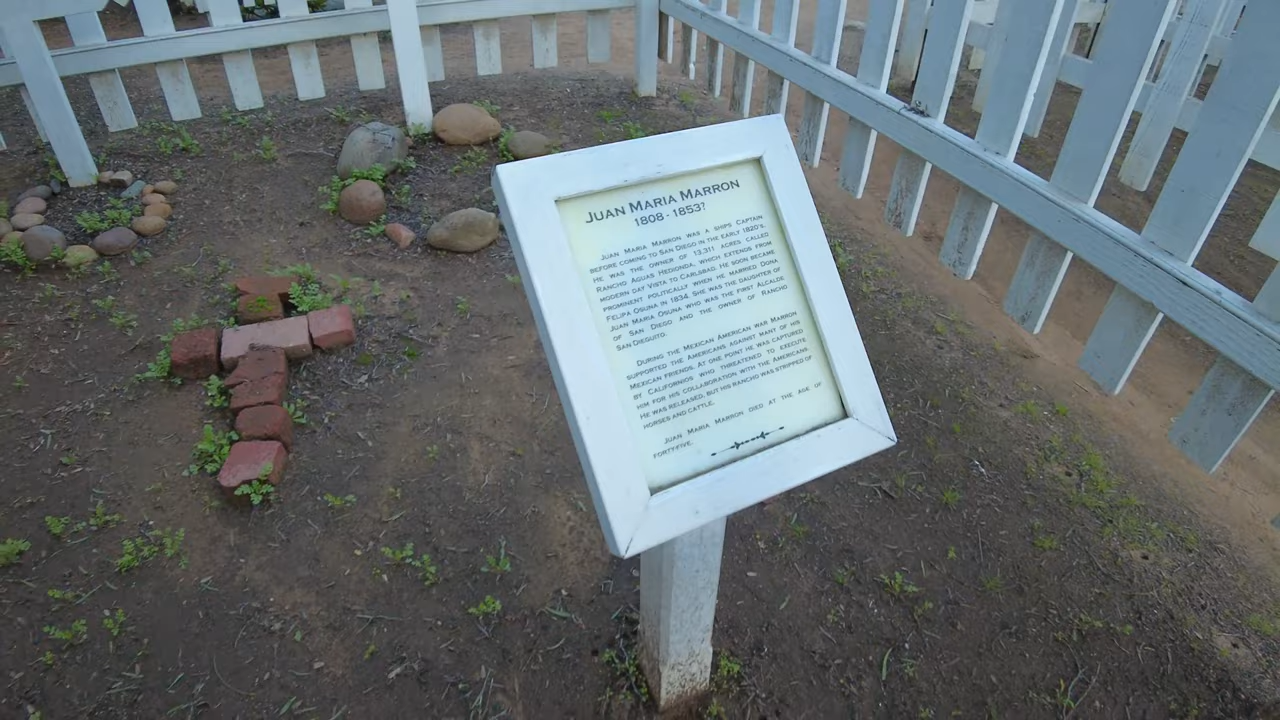 JUAN MARIA MARRON
1808 - 1853?
JUAN MARIA MARRON WAS A SHIPS CAPTAIN
BEFORE COMING TO SAN DIEGO IN THE EARLY 1820'S.
HE WAS THE OWNER OF 13,311 ACRES CALLED
RANCHO AGUAS HEDIONDA, WHICH EXTENDS FROM
MODERN DAY VISTA TO CARLSBAD. HE SOON BECAME
PROMINENT POLITICALLY WHEN HE MARRIED DONA
FELIPA OSUNA IN 1834. SHE WAS THE DAUGHTER OF
JUAN MARIA OSUNA WHO WAS THE FIRST ALCALDE
OF SAN DIEGO AND THE OWNER OF RANCHO
SAN DIEGUITO.
DURING THE MEXICAN AMERICAN WAR MARRON
SUPPORTED THE AMERICANS AGAINST MANY OF HIS
MEXICAN FRIENDS. AT ONE POINT HE WAS CAPTURED
BY CALIFORNIOS WHO THREATENED TO EXECUTE
HIM FOR HIS COLLABORATION WITH THE AMERICANS.
HE WAS RELEASED, BUT HIS RANCHO WAS STRIPPED OF
HORSES AND CATTLE.
JUAN MARIA MARRON DIED AT THE AGE OF
FORTY-FIVE.